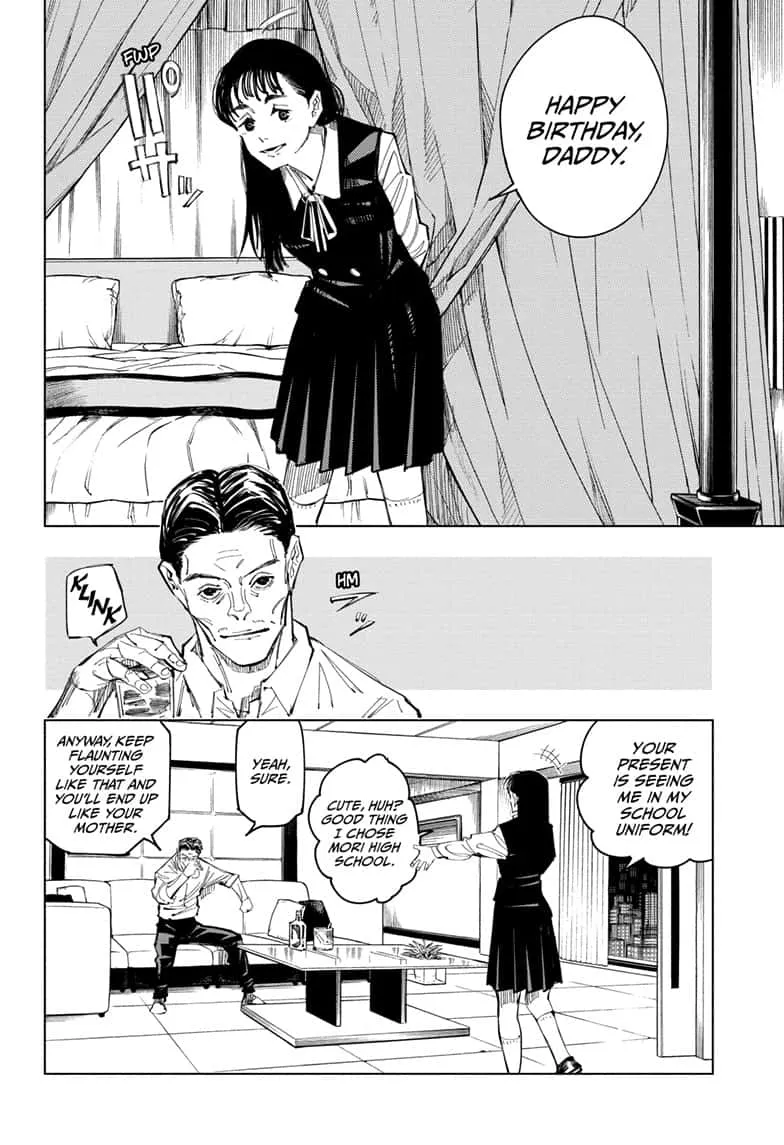 FWP
バサ
HAPPY
BIRTHDAY,
DADDY.
KLINK
HM
YOUR
PRESENT
IS SEEING
ME IN MY
SCHOOL
UNIFORM!
CUTE, HUH?
GOOD THING
I CHOSE
MORI HIGH
SCHOOL.
YEAH,
SURE.
ANYWAY, KEEP
FLAUNTING
YOURSELF
LIKE THAT AND
YOU'LL END UP
LIKE YOUR
MOTHER.